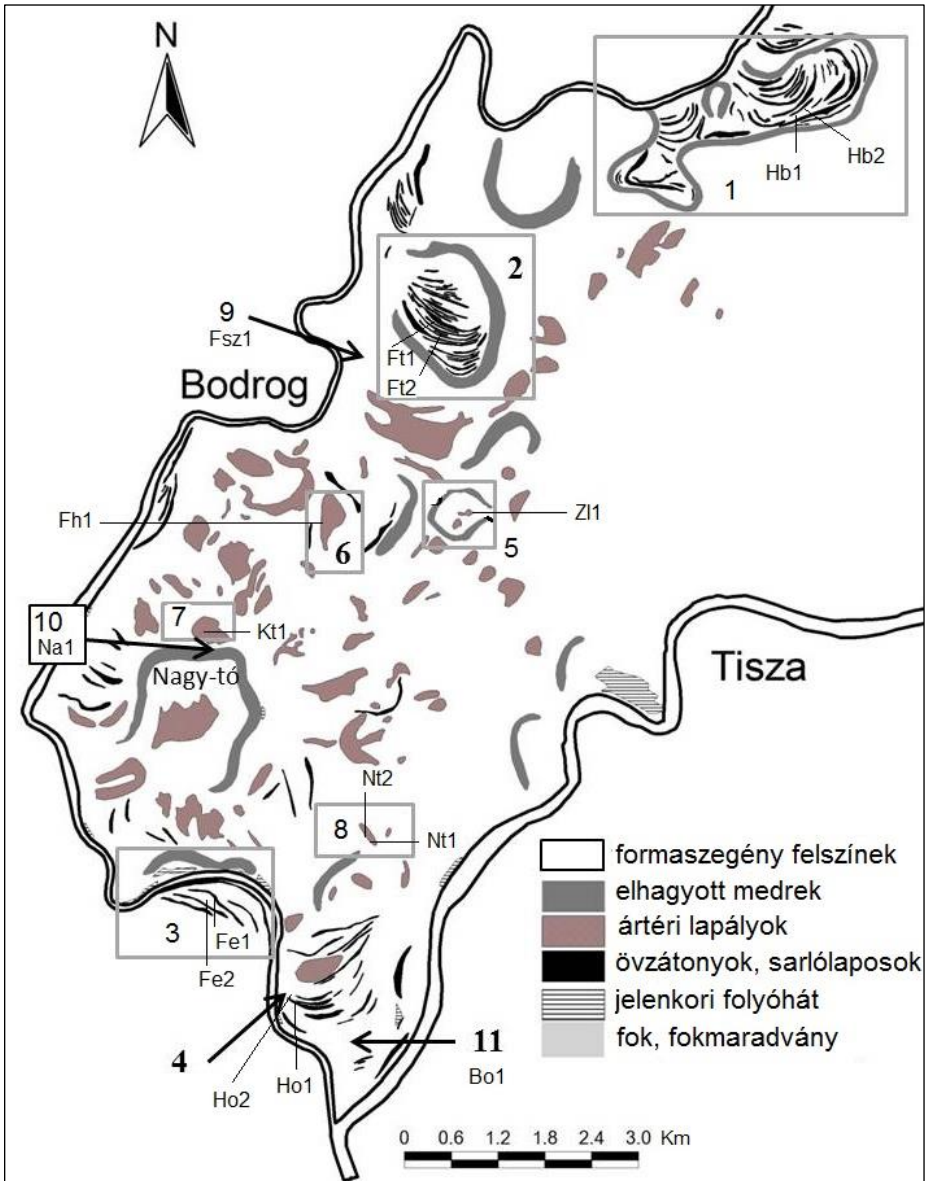 N
1
Hb1
Hb2
2
Ft1
Ft2
9
Fsz1
Bodrog
Fh1
6
Zl1
5
10
Na1
7
Kt1
Nagy-tó
Tisza
Nt2
8
Nt1
3
Fe1
Fe2
4
Ho2
Ho1
11
Bo1
formaszegény felszínek
elhagyott medrek
ártéri lapályok
övzátonyok, sarlólaposok
jelenkori folyóhát
fok, fokmaradvány
0 0.6 1.2 1.8 2.4 3.0 Km